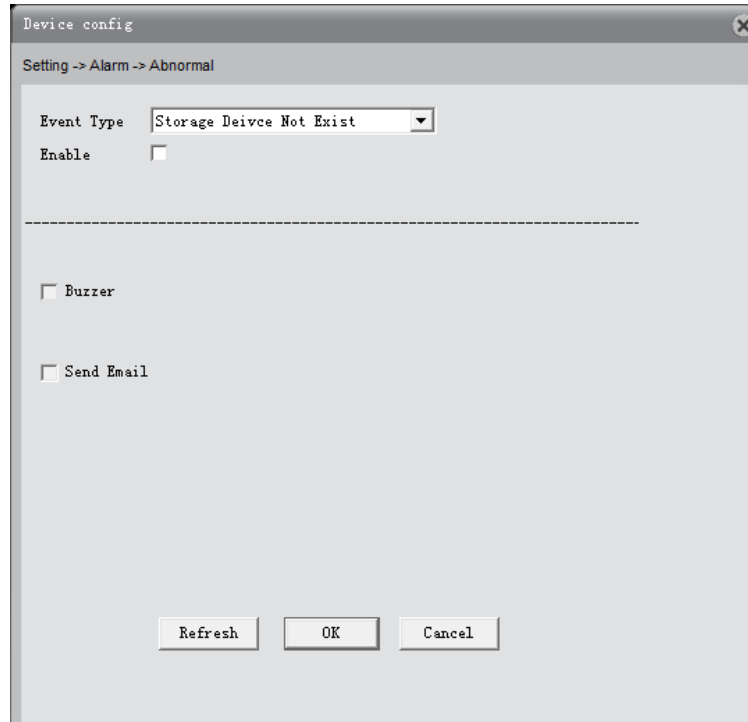 Device config
Setting -> Alarm -> Abnormal
Event Type Storage Deivce Not Exist
Enable
Buzzer
Send Email
Refresh OK Cancel